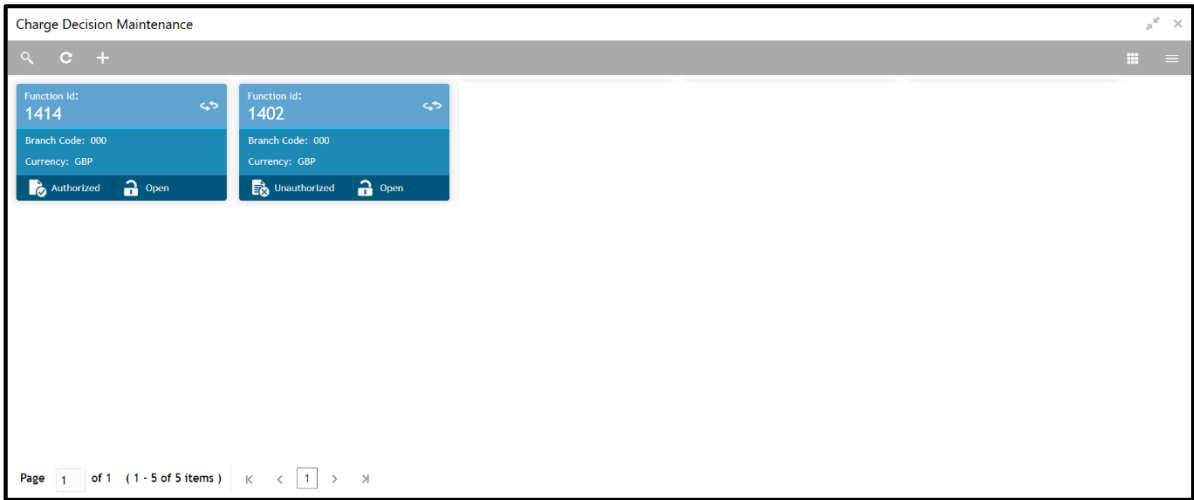 Charge Decision Maintenance
Function Id:
1414
Branch Code: 000
Currency: GBP
Authorized Open
Function Id:
1402
Branch Code: 000
Currency: GBP
Unauthorized Open
Page 1 of 1 ( 1 - 5 of 5 items ) 1